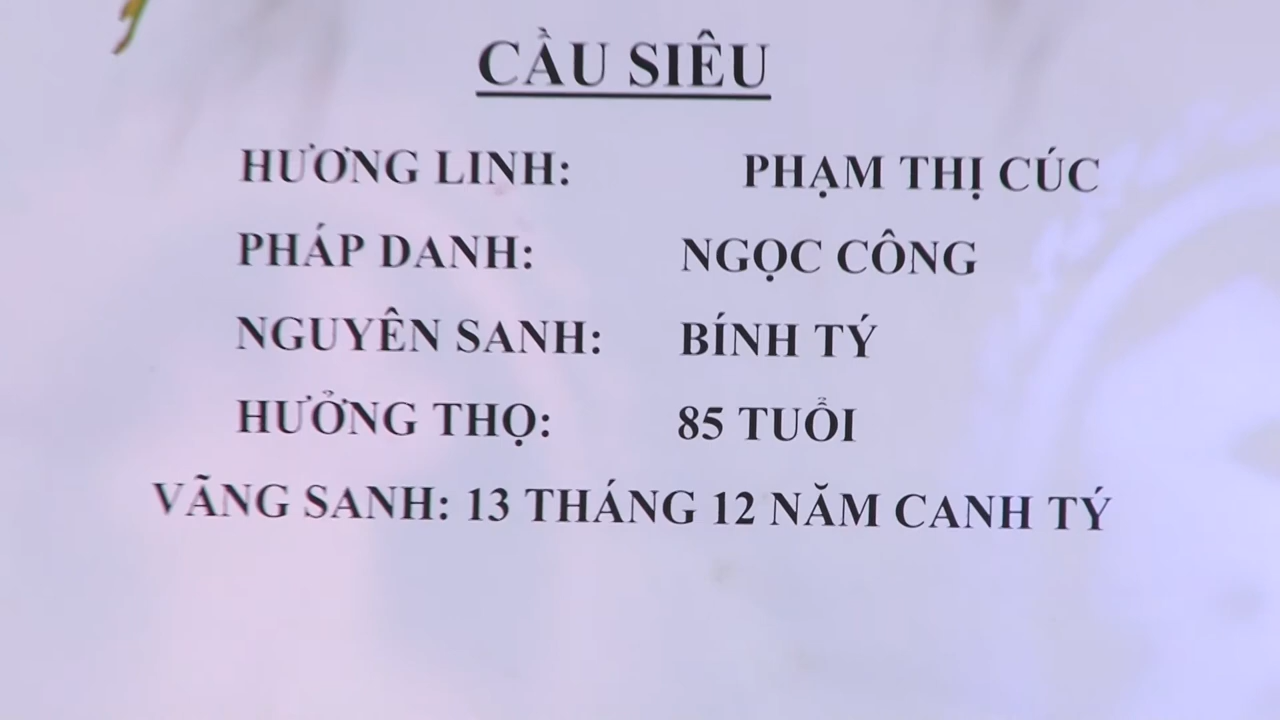 CẦU SIÊU
HƯƠNG LINH: PHẠM THỊ CÚC
PHÁP DANH: NGỌC CÔNG
NGUYÊN SANH: BÍNH TÝ
HƯỞNG THỌ: 85 TUỔI
VÃNG SANH: 13 THÁNG 12 NĂM CANH TÝ